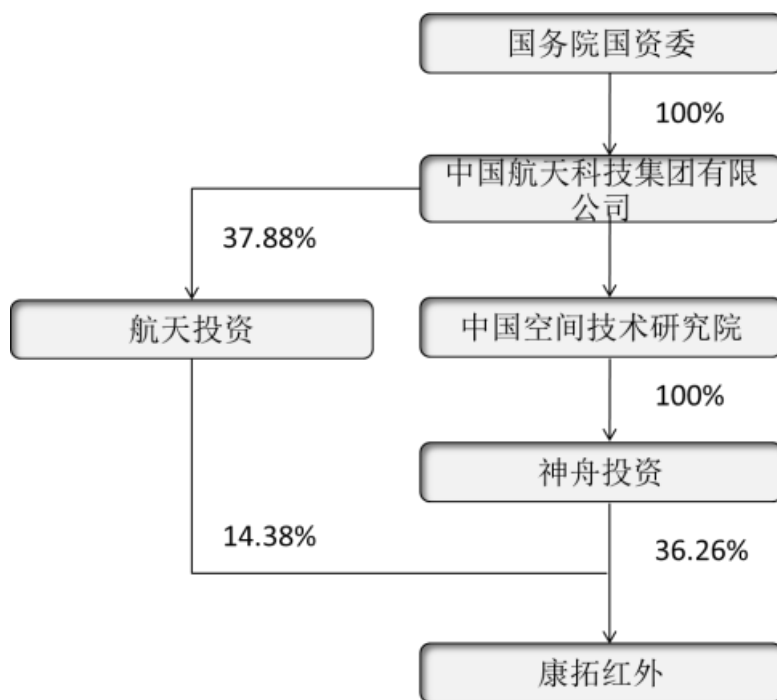 国务院国资委
100%
中国航天科技集团有限
公司
37.88%
航天投资
中国空间技术研究院
100%
神舟投资
14.38%
36.26%
康拓红外